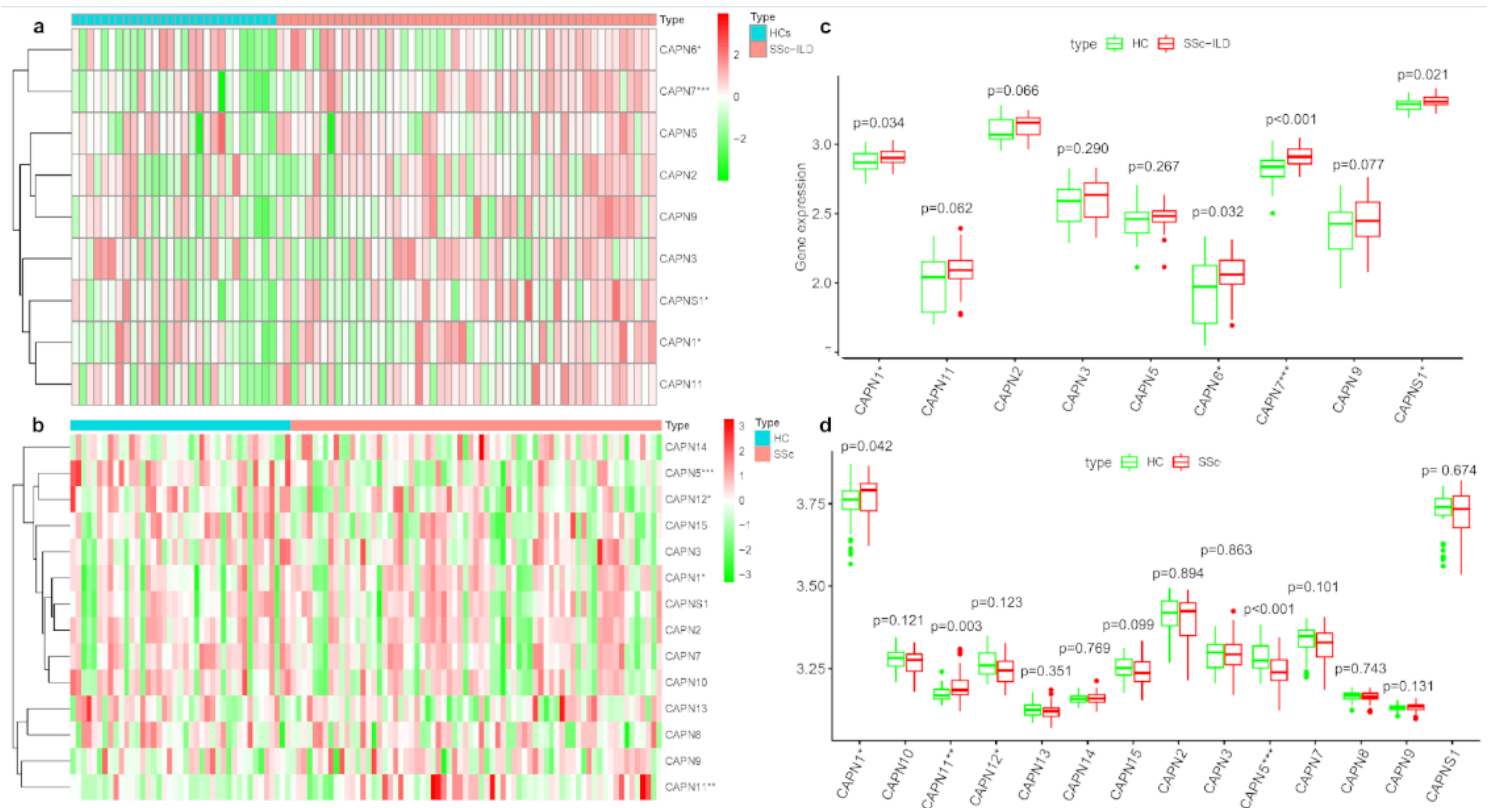 a
Type
CAPN6*
CAPN7***
CAPN5
CAPN2
CAPN9
CAPN3
CAPNS1*
CAPN1*
CAPN11
2
0
−2
Type
HCs
SSc−ILD
b
Type
CAPN14
CAPN5***
CAPN12*
CAPN15
CAPN3
CAPN1*
CAPNS1
CAPN2
CAPN7
CAPN10
CAPN13
CAPN8
CAPN9
CAPN11**
Type
HC
SSc
3
2
1
0
−1
−2
−3
c
type HC SSc-ILD
Gene expression
3.0
2.5
2.0
p=0.034
p=0.062
p=0.066
p=0.290
p=0.267
p=0.032
p<0.001
p=0.077
p=0.021
CAPN1*
CAPN11
CAPN2
CAPN3
CAPN5
CAPN6*
CAPN7***
CAPN9
CAPNS1*
d
type HC SSc
3.75
3.50
3.25
p=0.042
p=0.121
p=0.003
p=0.123
p=0.351
p=0.769
p=0.099
p=0.894
p=0.863
p<0.001
p=0.101
p=0.743
p=0.131
p= 0.674
CAPN1*
CAPN10
CAPN11**
CAPN12*
CAPN13
CAPN14
CAPN15
CAPN2
CAPN3
CAPN5***
CAPN7
CAPN8
CAPN9
CAPNS1